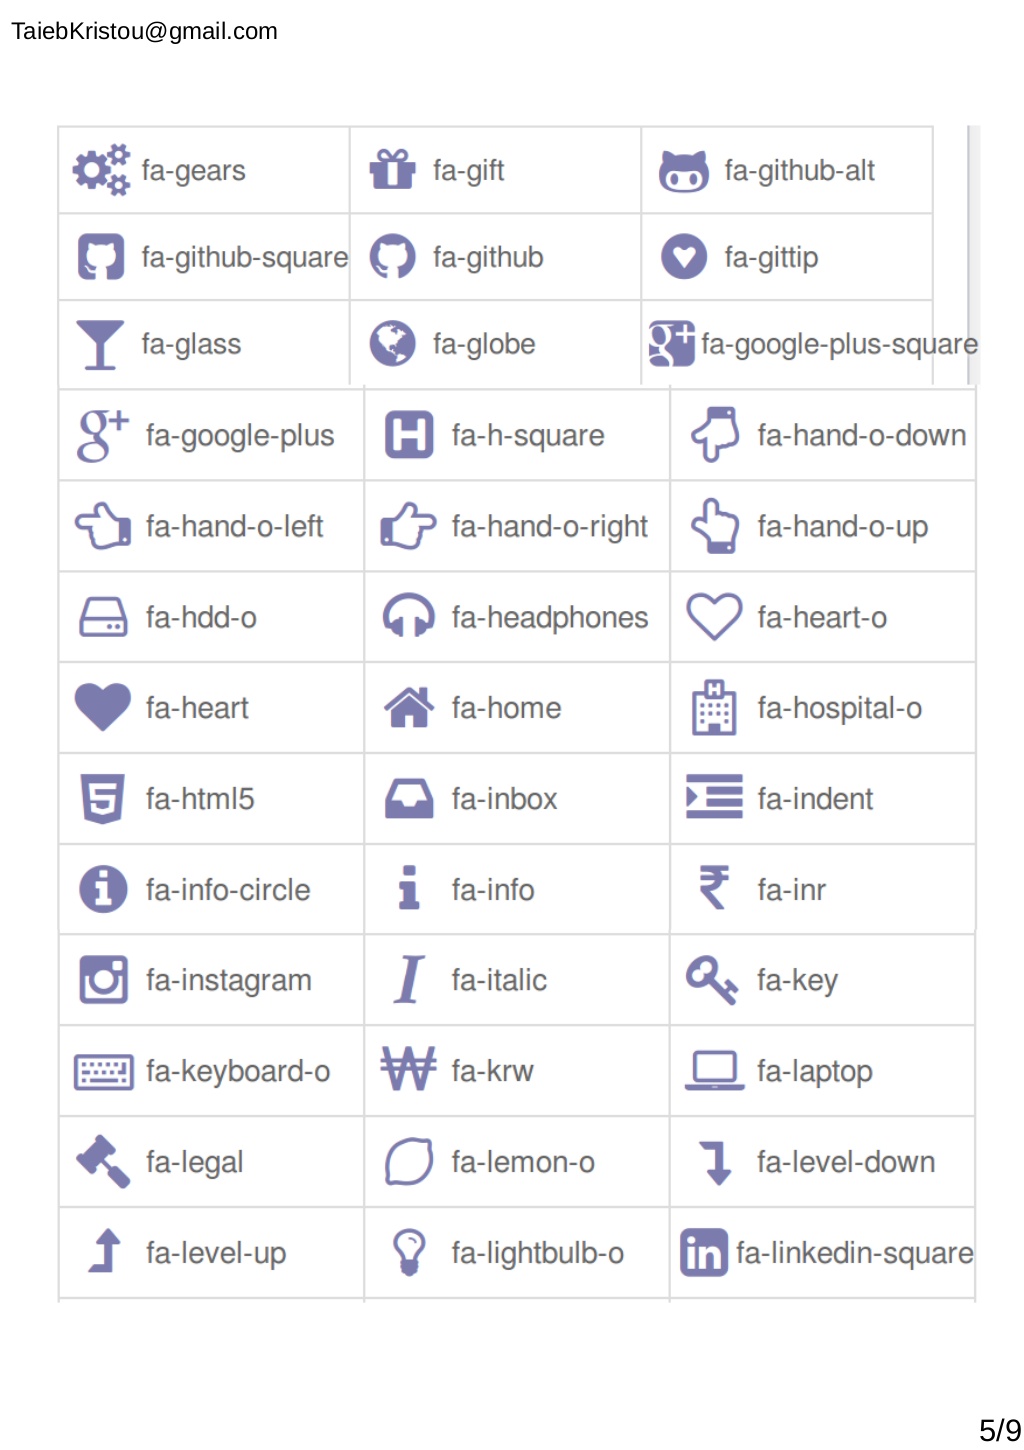 TaiebKristou@gmail.com
fa-gears fa-gift fa-github-alt
fa-github-square fa-github fa-gittip
fa-glass fa-globe fa-google-plus-square
fa-google-plus fa-h-square fa-hand-o-down
fa-hand-o-left fa-hand-o-right fa-hand-o-up
fa-hdd-o fa-headphones fa-heart-o
fa-heart fa-home fa-hospital-o
fa-html5 fa-inbox fa-indent
fa-info-circle fa-info fa-inr
fa-instagram fa-italic fa-key
fa-keyboard-o fa-krw fa-laptop
fa-legal fa-lemon-o fa-level-down
fa-level-up fa-lightbulb-o fa-linkedin-square
5/9